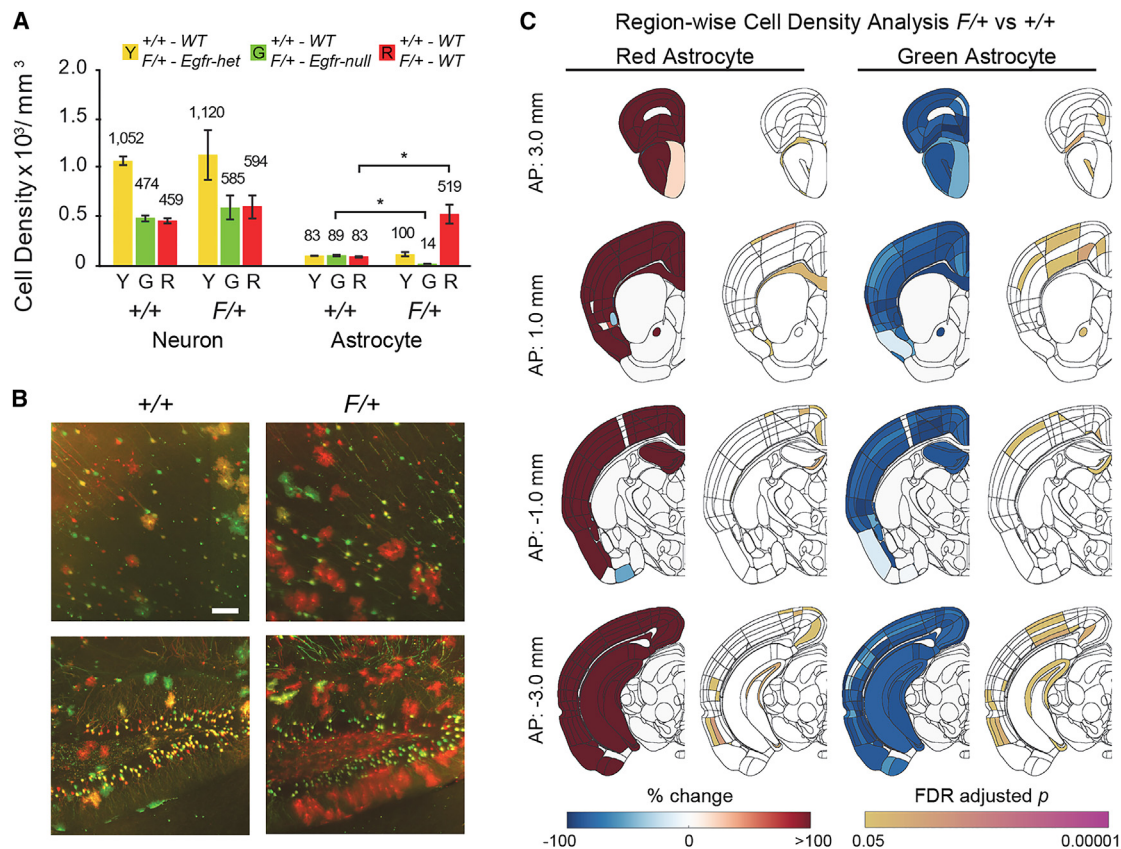 A
Y +/+ - WT G +/+ - WT R +/+ - WT
F/+ - Egfr-het F/+ - Egfr-null F/+ - WT
Cell Density x 10³/ mm ³
2.0
1.5
1.0
0.5
0
1,052
474
459
1,120
585
594
83
89
83
100
14
519
*
*
Y G R Y G R Y G R Y G R
+/+ F/+ +/+ F/+
Neuron Astrocyte
B
+/+ F/+
C
Region-wise Cell Density Analysis F/+ vs +/+
Red Astrocyte Green Astrocyte
AP: 3.0 mm
AP: 1.0 mm
AP: -1.0 mm
AP: -3.0 mm
% change FDR adjusted p
-100 0 >100 0.05 0.00001